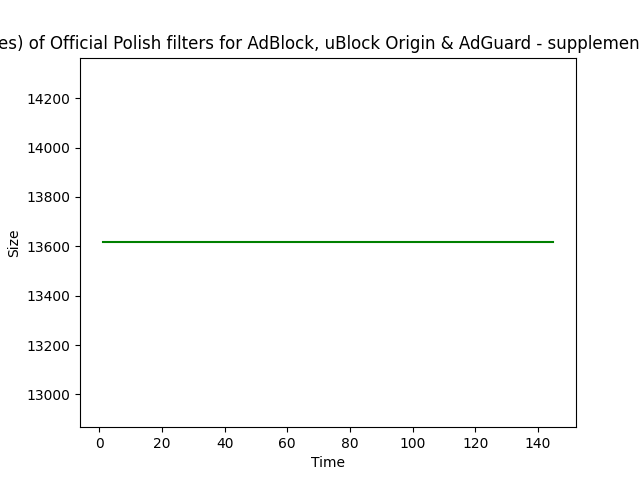 es) of Official Polish filters for AdBlock, uBlock Origin & AdGuard - supplemen
14200
14000
13800
13600
13400
13200
13000
Size
0 20 40 60 80 100 120 140
Time